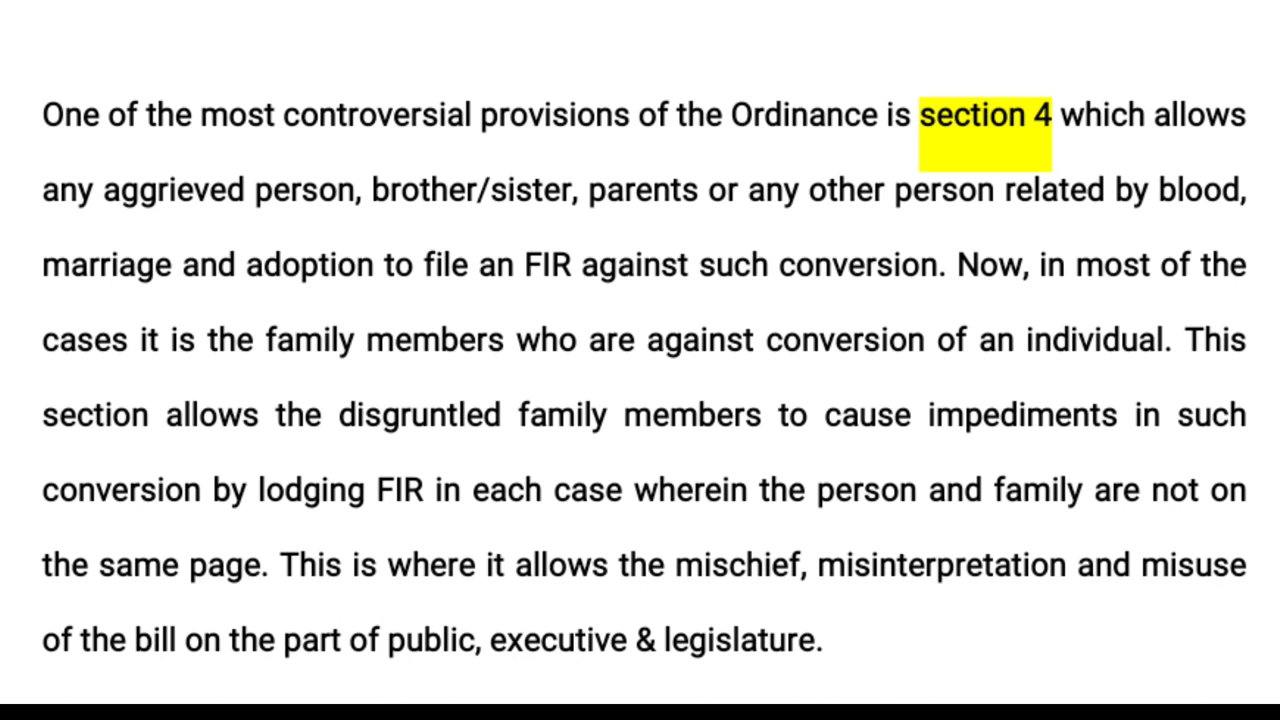 One of the most controversial provisions of the Ordinance is section 4 which allows
any aggrieved person, brother/sister, parents or any other person related by blood,
marriage and adoption to file an FIR against such conversion. Now, in most of the
cases it is the family members who are against conversion of an individual. This
section allows the disgruntled family members to cause impediments in such
conversion by lodging FIR in each case wherein the person and family are not on
the same page. This is where it allows the mischief, misinterpretation and misuse
of the bill on the part of public, executive & legislature.